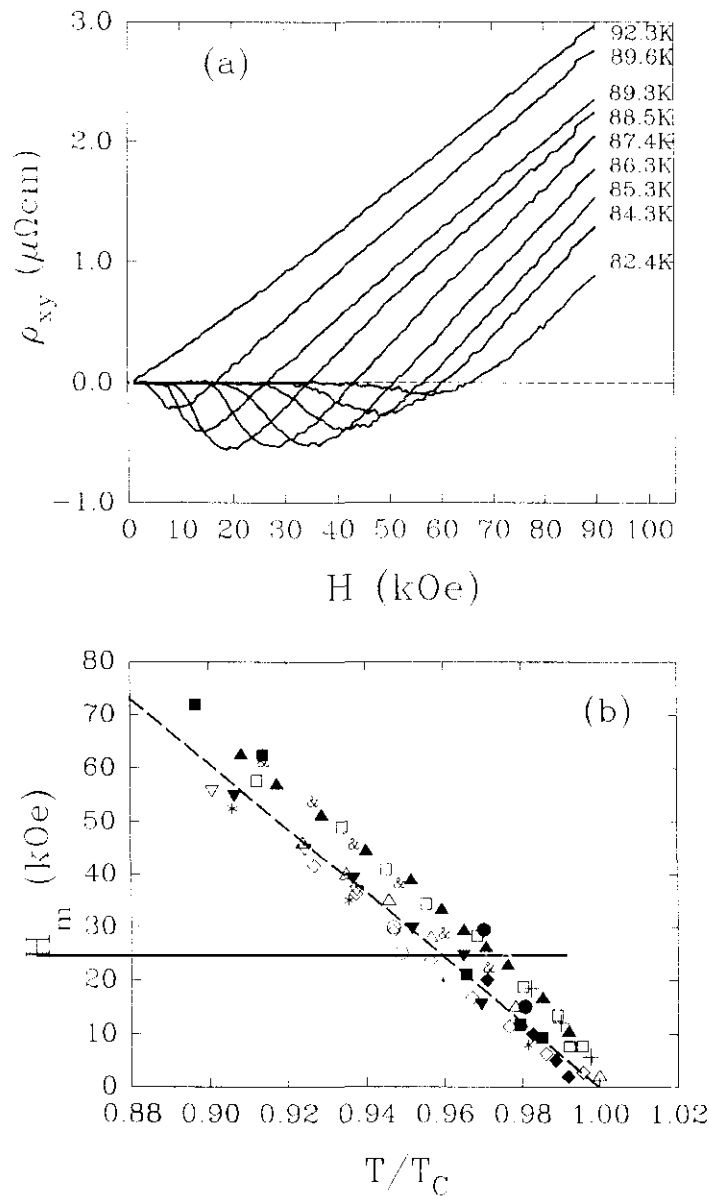 3.0
(a)
92.3K
89.6K
89.3K
88.5K
87.4K
86.3K
85.3K
84.3K
82.4K
2.0
1.0
0.0
−1.0
ρxy (μΩcm)
0 10 20 30 40 50 60 70 80 90 100
H (kOe)
80
(b)
70
60
50
40
30
20
10
0
Hm (kOe)
0.88 0.90 0.92 0.94 0.96 0.98 1.00 1.02
T/TC